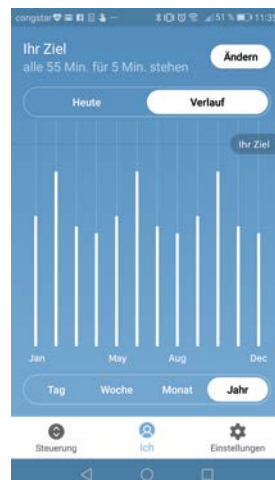 congstar 51 % 11:35
Ihr Ziel
alle 55 Min. für 5 Min. stehen
Ändern
Heute Verlauf
Ihr Ziel
Jan May Aug Dec
Tag Woche Monat Jahr
Steuerung Ich Einstellungen